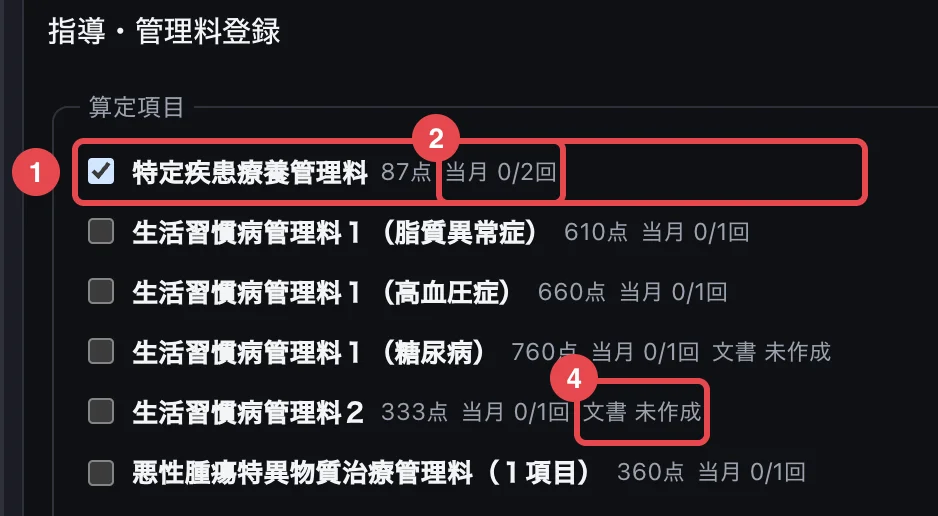 指導・管理料登録
算定項目
2
1 特定疾患療養管理料 87点 当月 0/2回
生活習慣病管理料１（脂質異常症） 610点 当月 0/1回
生活習慣病管理料１（高血圧症） 660点 当月 0/1回
生活習慣病管理料１（糖尿病） 760点 当月 0/1回 文書 未作成
4
生活習慣病管理料２ 333点 当月 0/1回 文書 未作成
悪性腫瘍特異物質治療管理料（１項目） 360点 当月 0/1回